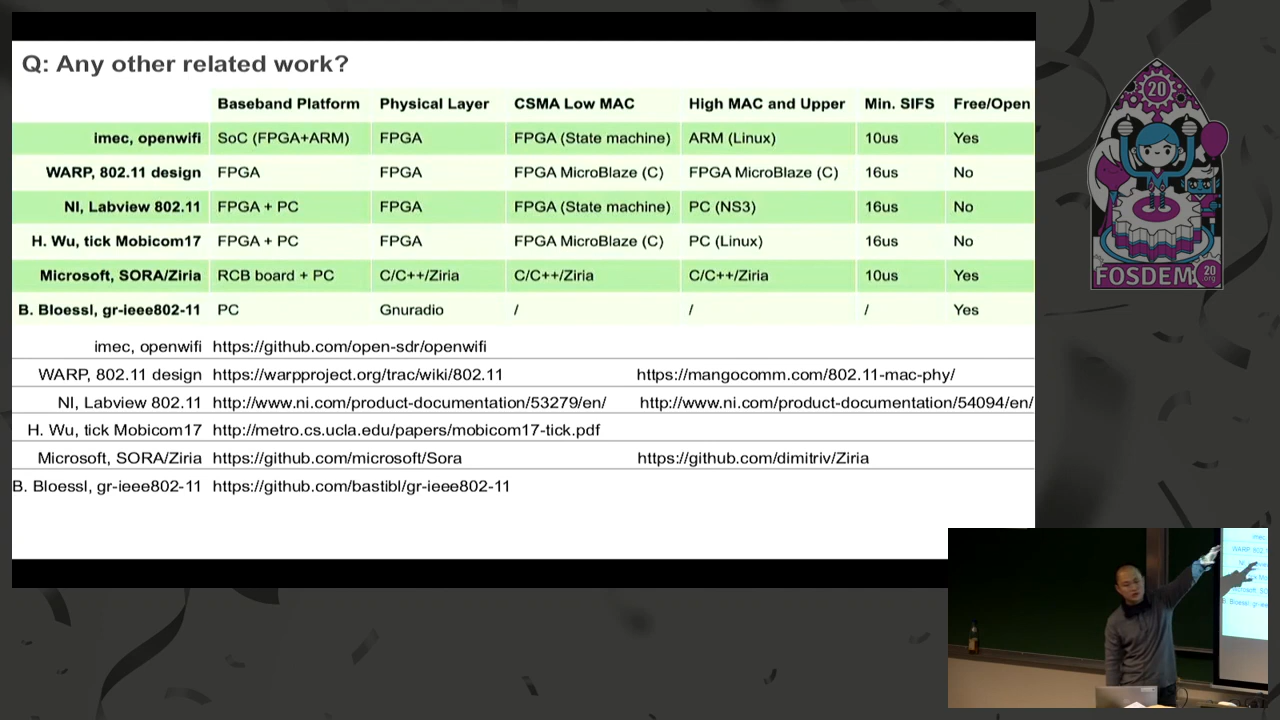 Q: Any other related work?
Baseband Platform Physical Layer CSMA Low MAC High MAC and Upper Min. SIFS Free/Open
imec, openwifi SoC (FPGA+ARM) FPGA FPGA (State machine) ARM (Linux) 10us Yes
WARP, 802.11 design FPGA FPGA FPGA MicroBlaze (C) FPGA MicroBlaze (C) 16us No
NI, Labview 802.11 FPGA + PC FPGA FPGA (State machine) PC (NS3) 16us No
H. Wu, tick Mobicom17 FPGA + PC FPGA FPGA MicroBlaze (C) PC (Linux) 16us No
Microsoft, SORA/Ziria RCB board + PC C/C++/Ziria C/C++/Ziria C/C++/Ziria 10us Yes
B. Bloessl, gr-ieee802-11 PC Gnuradio / / / Yes
imec, openwifi https://github.com/open-sdr/openwifi
WARP, 802.11 design https://warpproject.org/trac/wiki/802.11 https://mangocomm.com/802.11-mac-phy/
NI, Labview 802.11 http://www.ni.com/product-documentation/53279/en/ http://www.ni.com/product-documentation/54094/en/
H. Wu, tick Mobicom17 http://metro.cs.ucla.edu/papers/mobicom17-tick.pdf
Microsoft, SORA/Ziria https://github.com/microsoft/Sora https://github.com/dimitriv/Ziria
B. Bloessl, gr-ieee802-11 https://github.com/bastibl/gr-ieee802-11
20
FOSDEM 20
.org